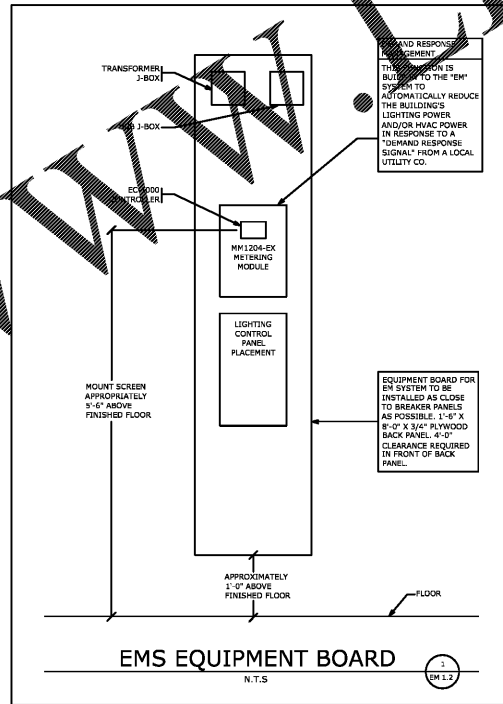 TRANSFORMER
J-BOX
J-BOX
DEMAND RESPONSE
MANAGEMENT
THIS FUNCTION IS
BUILT IN TO THE "EM"
SYSTEM TO
AUTOMATICALLY REDUCE
THE BUILDING'S
LIGHTING POWER
AND/OR HVAC POWER
IN RESPONSE TO A
"DEMAND RESPONSE
SIGNAL" FROM A LOCAL
UTILITY CO.
CONTROLLER
MM1204-EX
METERING
MODULE
LIGHTING
CONTROL
PANEL
PLACEMENT
MOUNT SCREEN
APPROPRIATELY
5'-6" ABOVE
FINISHED FLOOR
EQUIPMENT BOARD FOR
EM SYSTEM TO BE
INSTALLED AS CLOSE
TO BREAKER PANELS
AS POSSIBLE. 1'-6" X
8'-0" X 3/4" PLYWOOD
BACK PANEL. 4'-0"
CLEARANCE REQUIRED
IN FRONT OF BACK
PANEL.
APPROXIMATELY
1'-0" ABOVE
FINISHED FLOOR
FLOOR
EMS EQUIPMENT BOARD
N.T.S
1
EM 1.2
WWW.